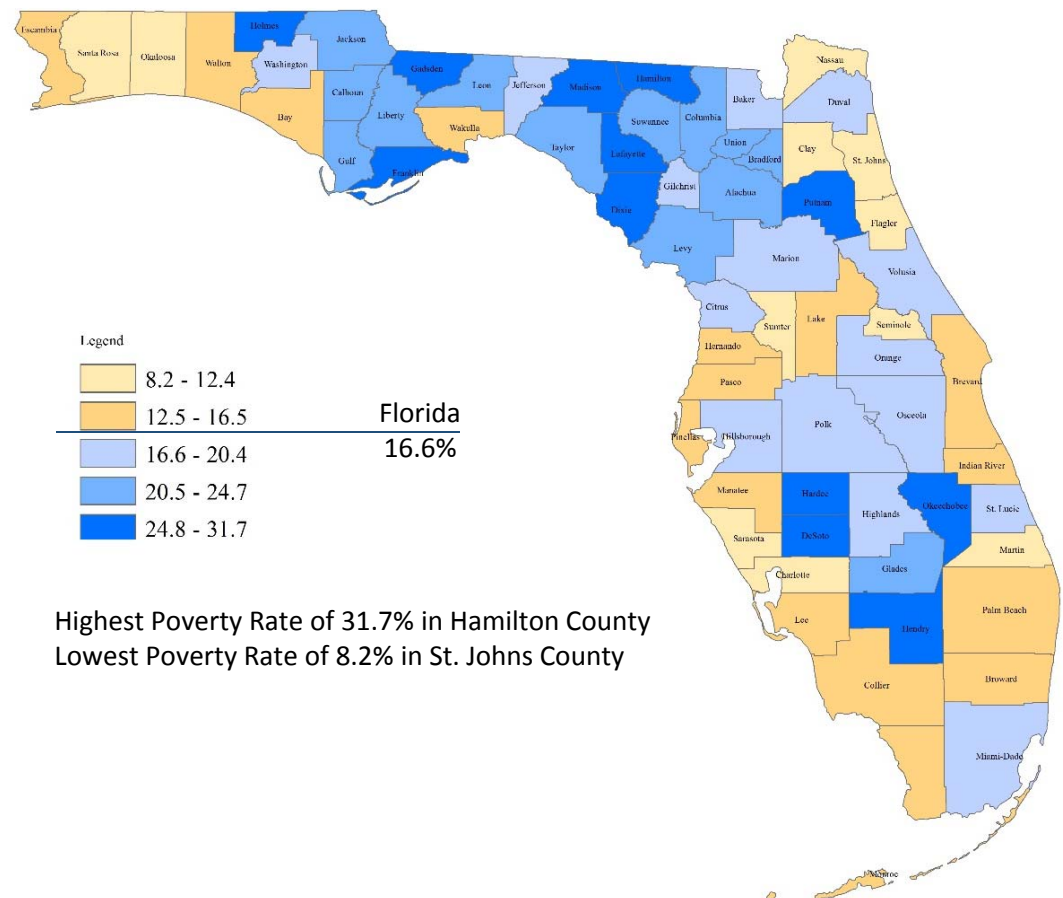 Escambia
Santa Rosa
Okaloosa
Walton
Holmes
Washington
Jackson
Bay
Calhoun
Gulf
Liberty
Gadsden
Franklin
Leon
Wakulla
Jefferson
Madison
Taylor
Hamilton
Suwannee
Lafayette
Dixie
Columbia
Gilchrist
Levy
Baker
Union
Bradford
Alachua
Nassau
Duval
Clay
St. Johns
Putnam
Flagler
Marion
Volusia
Citrus
Sumter
Lake
Seminole
Hernando
Orange
Pasco
Brevard
Osceola
Polk
Pinellas
Hillsborough
Indian River
Manatee
Hardee
Okeechobee
Highlands
St. Lucie
Sarasota
DeSoto
Martin
Charlotte
Glades
Lee
Hendry
Palm Beach
Collier
Broward
Miami-Dade
Monroe
Legend
8.2 - 12.4
12.5 - 16.5
16.6 - 20.4
20.5 - 24.7
24.8 - 31.7
Florida
16.6%
Highest Poverty Rate of 31.7% in Hamilton County
Lowest Poverty Rate of 8.2% in St. Johns County